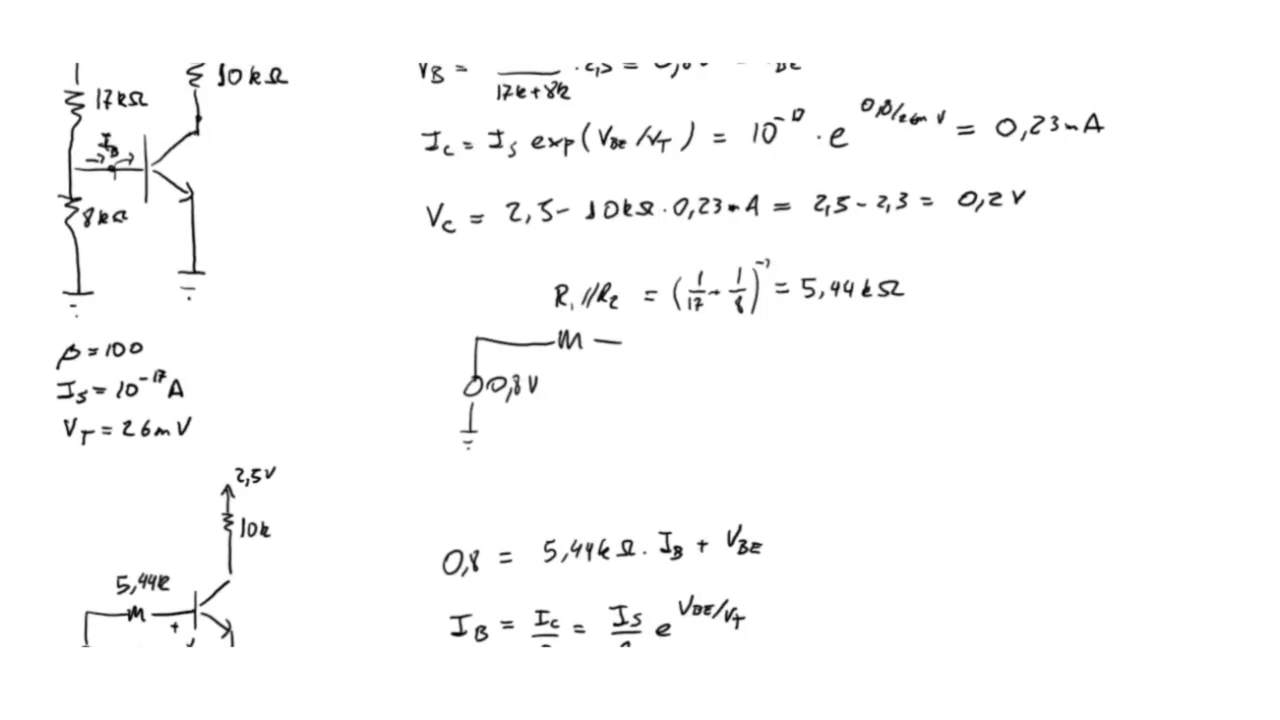 10kΩ
17kΩ
I_B
8kΩ
β = 100
I_S = 10^-17 A
V_T = 26mV
2,5V
10k
5,44k
+
V_B =
17k+8k
I_C = I_S exp(V_BE/V_T) = 10^-17 · e^0,8/26m V = 0,23mA
V_C = 2,5 - 10kΩ · 0,23mA = 2,5 - 2,3 = 0,2V
R_1//R_2 = (1/17 + 1/8)^-1 = 5,44kΩ
0,8V
0,8 = 5,44kΩ · I_B + V_BE
I_B = I_C/ = I_S/ e^V_BE/V_T